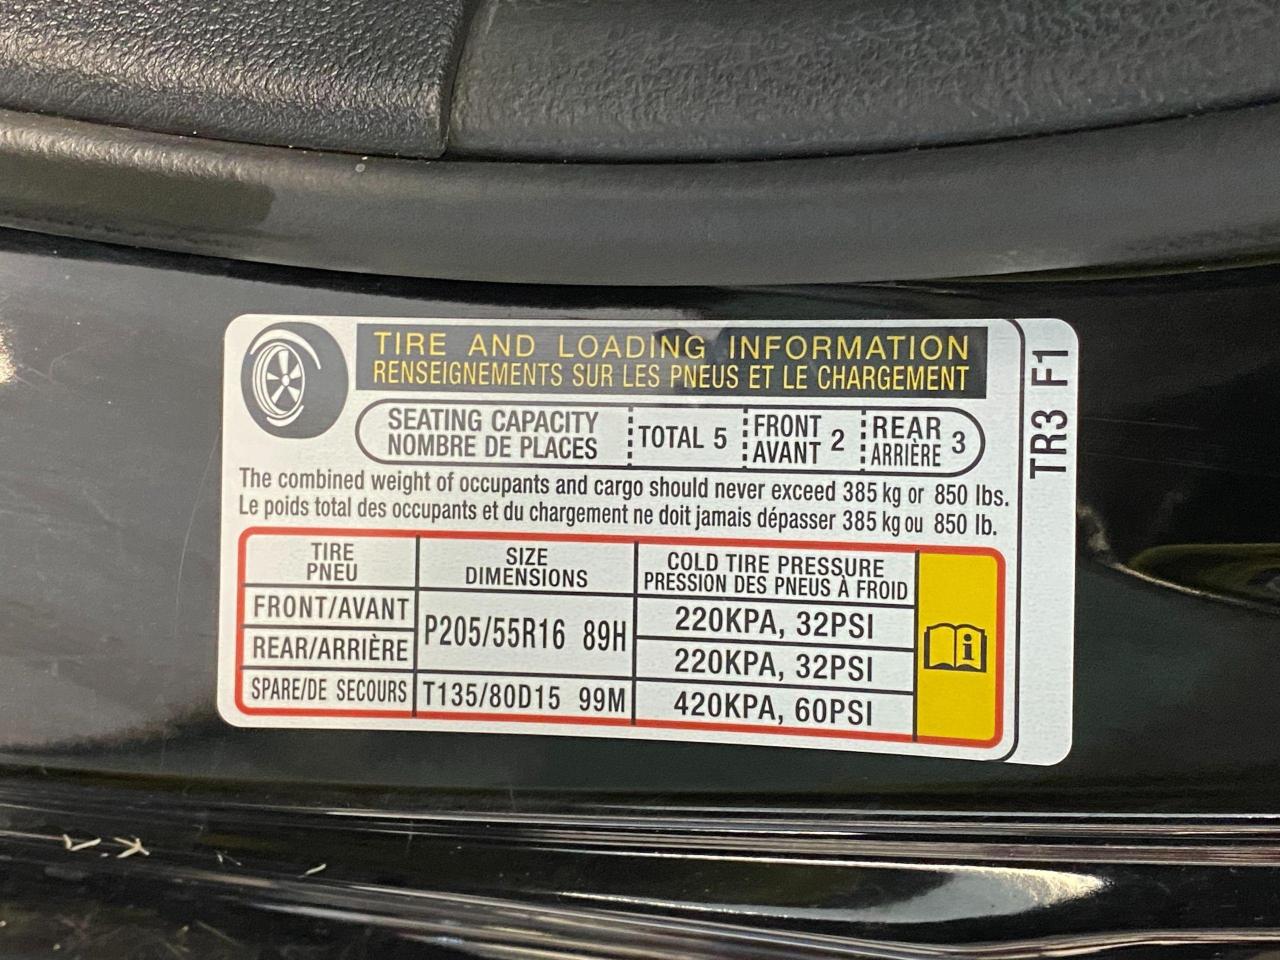 TIRE AND LOADING INFORMATION
RENSEIGNEMENTS SUR LES PNEUS ET LE CHARGEMENT
SEATING CAPACITY
NOMBRE DE PLACES
TOTAL 5
FRONT
AVANT 2
REAR
ARRIÈRE 3
The combined weight of occupants and cargo should never exceed 385 kg or 850 lbs.
Le poids total des occupants et du chargement ne doit jamais dépasser 385 kg ou 850 lb.
TIRE
PNEU
SIZE
DIMENSIONS
COLD TIRE PRESSURE
PRESSION DES PNEUS À FROID
FRONT/AVANT
P205/55R16 89H
220KPA, 32PSI
REAR/ARRIÈRE
220KPA, 32PSI
SPARE/DE SECOURS
T135/80D15 99M
420KPA, 60PSI
i
TR3 F1